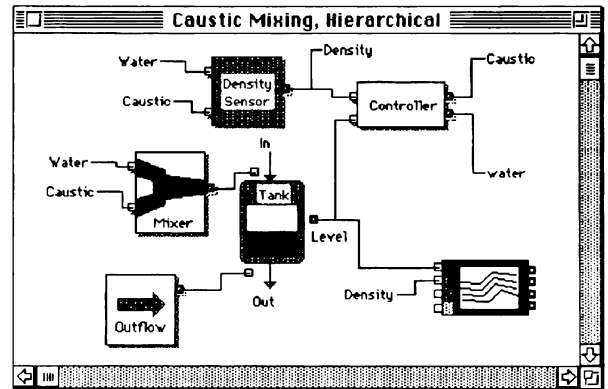 Caustic Mixing, Hierarchical
Density
Water
Caustic
Density
Sensor
Caustic
Controller
In
Water
water
Caustic
Tank
Mixer
Level
Density
Out
Outflow